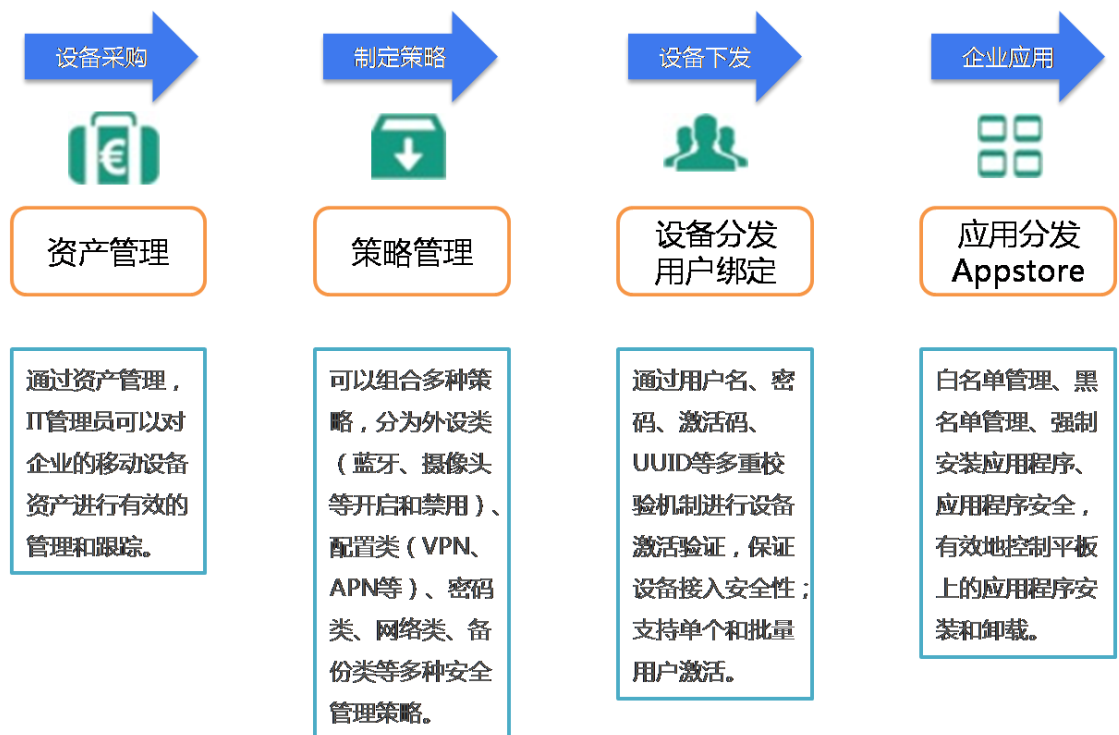 设备采购
制定策略
设备下发
企业应用
€
资产管理
策略管理
设备分发
用户绑定
应用分发
Appstore
通过资产管理，
IT管理员可以对
企业的移动设备
资产进行有效的
管理和跟踪。
可以组合多种策
略，分为外设类
（蓝牙、摄像头
等开启和禁用）、
配置类（VPN、
APN等）、密码
类、网络类、备
份类等多种安全
管理策略。
通过用户名、密
码、激活码、
UUID等多重校
验机制进行设备
激活验证，保证
设备接入安全性；
支持单个和批量
用户激活。
白名单管理、黑
名单管理、强制
安装应用程序、
应用程序安全，
有效地控制平板
上的应用程序安
装和卸载。